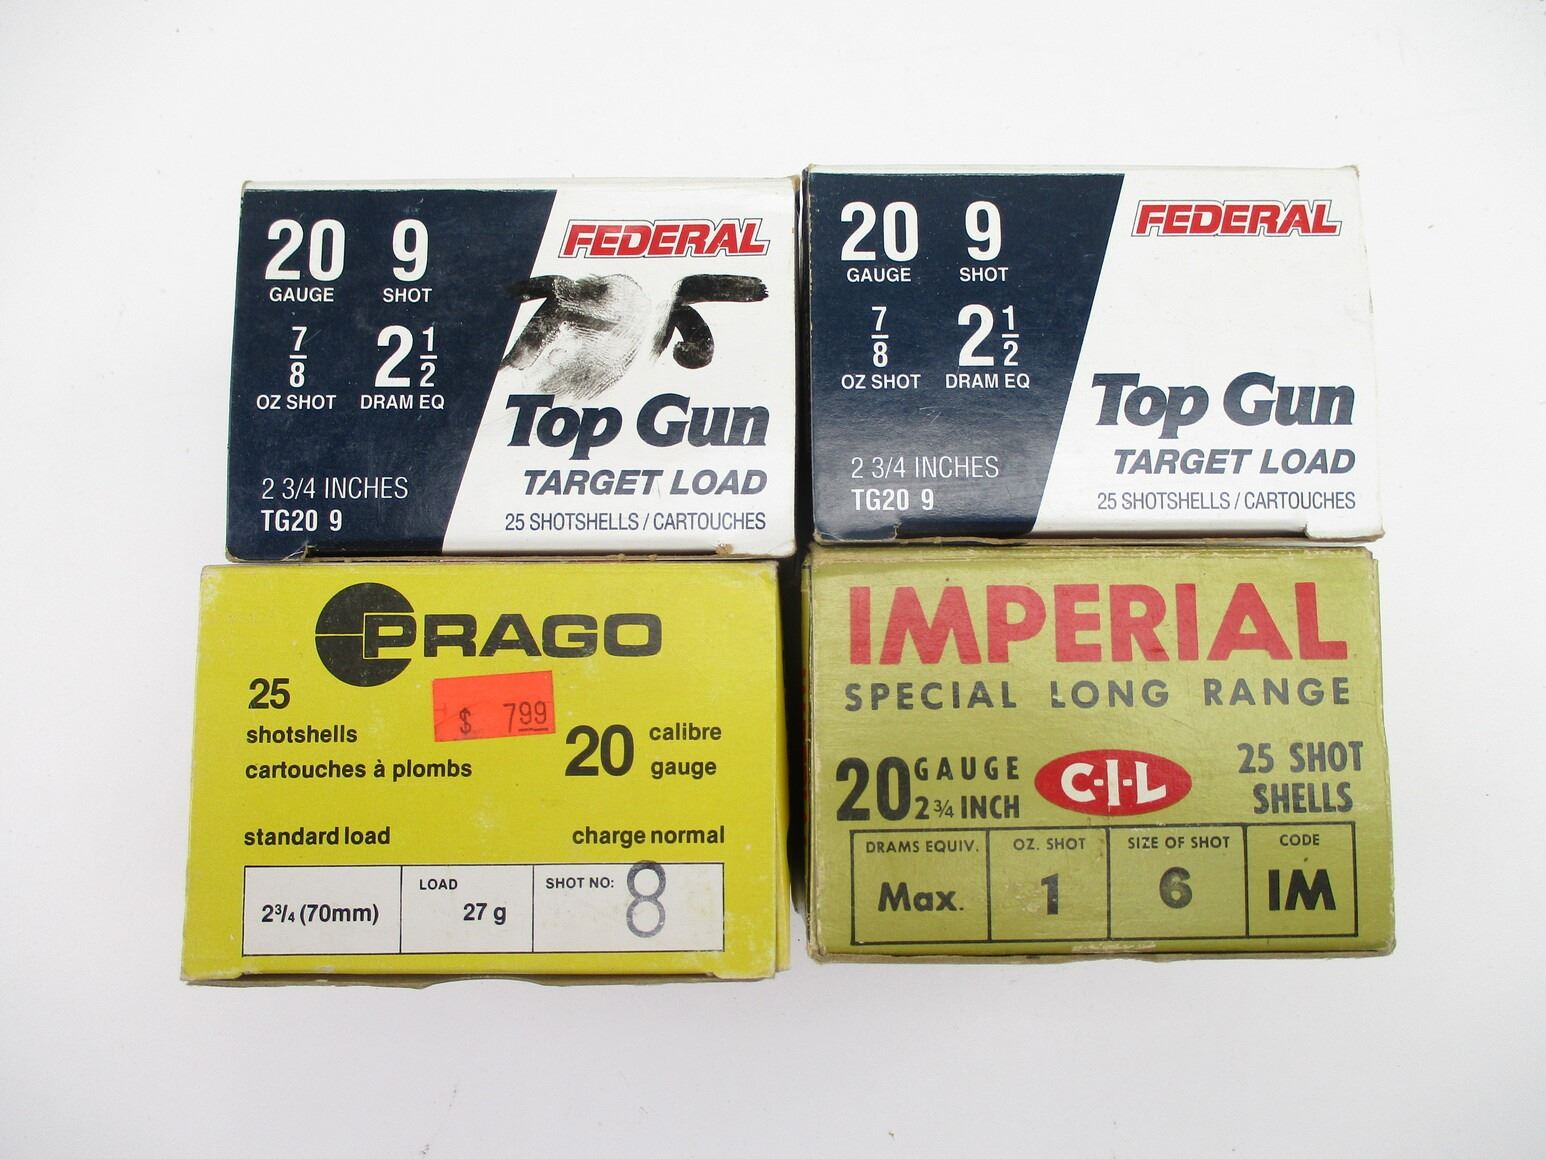 20 9
GAUGE SHOT
7/8 2 1/2
OZ SHOT DRAM EQ
2 3/4 INCHES
TG20 9
FEDERAL
Top Gun
TARGET LOAD
25 SHOTSHELLS / CARTOUCHES
20 9
GAUGE SHOT
7/8 2 1/2
OZ SHOT DRAM EQ
2 3/4 INCHES
TG20 9
FEDERAL
Top Gun
TARGET LOAD
25 SHOTSHELLS / CARTOUCHES
PRAGO
$ 7.99
25
shotshells
cartouches à plombs
20 calibre
gauge
standard load charge normal
2 3/4 (70mm)
LOAD
27 g
SHOT NO: 8
IMPERIAL
SPECIAL LONG RANGE
20 GAUGE
2 3/4 INCH
C-I-L
25 SHOT
SHELLS
DRAMS EQUIV. OZ. SHOT SIZE OF SHOT CODE
Max. 1 6 IM